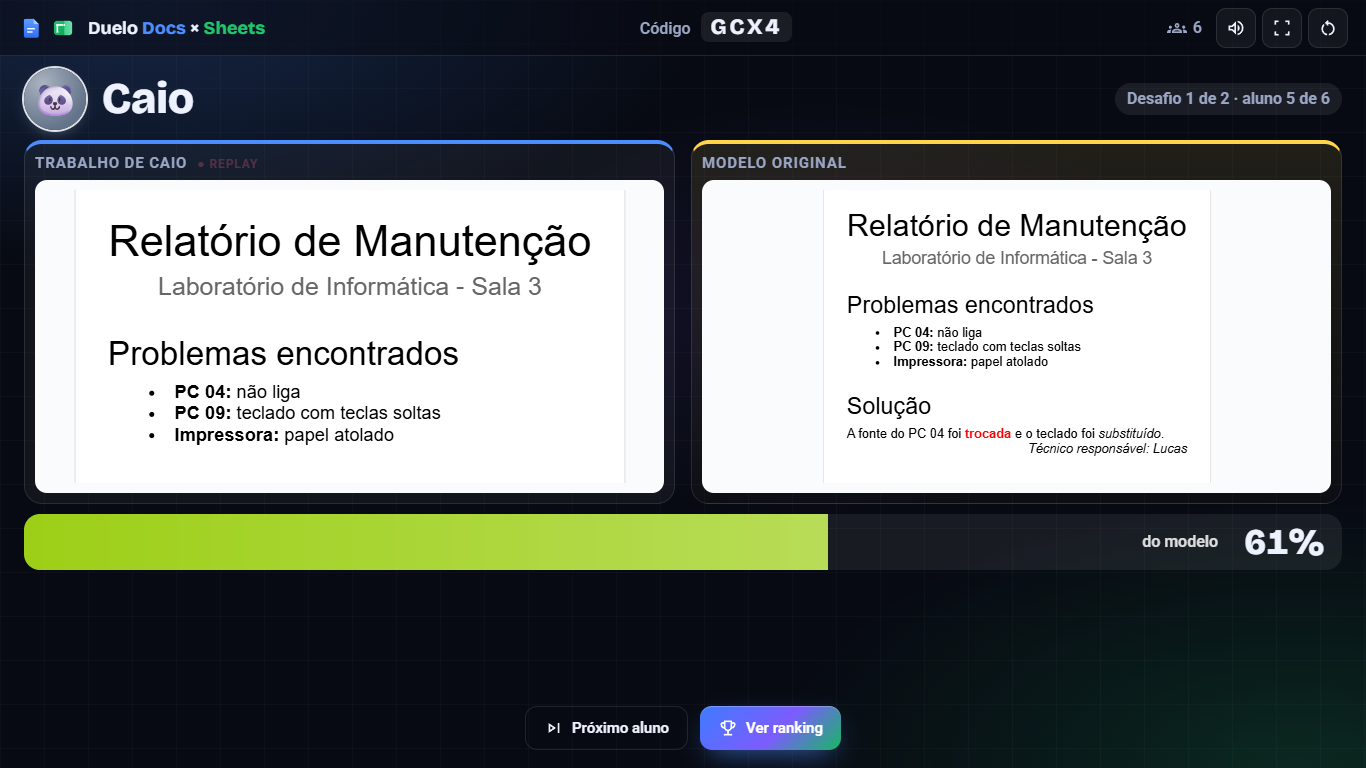 Duelo Docs × Sheets
Código GCX4
6
Caio
Desafio 1 de 2 · aluno 5 de 6
TRABALHO DE CAIO • REPLAY
Relatório de Manutenção
Laboratório de Informática - Sala 3
Problemas encontrados
• PC 04: não liga
• PC 09: teclado com teclas soltas
• Impressora: papel atolado
MODELO ORIGINAL
Relatório de Manutenção
Laboratório de Informática - Sala 3
Problemas encontrados
• PC 04: não liga
• PC 09: teclado com teclas soltas
• Impressora: papel atolado
Solução
A fonte do PC 04 foi trocada e o teclado foi substituído.
Técnico responsável: Lucas
do modelo 61%
Próximo aluno
Ver ranking